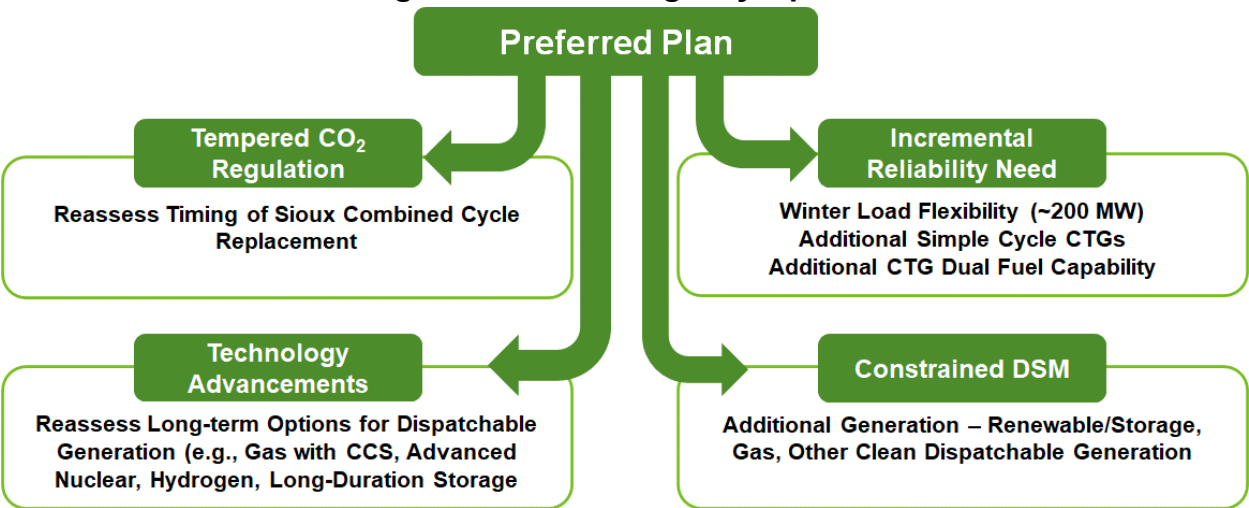 Preferred Plan
Tempered CO₂
Regulation
Reassess Timing of Sioux Combined Cycle
Replacement
Incremental
Reliability Need
Winter Load Flexibility (~200 MW)
Additional Simple Cycle CTGs
Additional CTG Dual Fuel Capability
Technology
Advancements
Reassess Long-term Options for Dispatchable
Generation (e.g., Gas with CCS, Advanced
Nuclear, Hydrogen, Long-Duration Storage
Constrained DSM
Additional Generation – Renewable/Storage,
Gas, Other Clean Dispatchable Generation